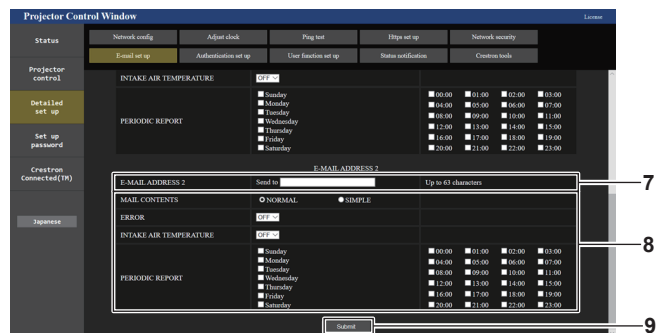 Projector Control Window
License
Status
Network config Adjust clock Ping test Https set up Network security
E-mail set up Authentication set up User function set up Status notification Crestron tools
Projector control
Detailed set up
Set up password
Crestron Connected(TM)
Japanese
INTAKE AIR TEMPERATURE OFF
PERIODIC REPORT
Sunday
Monday
Tuesday
Wednesday
Thursday
Friday
Saturday
00:00 01:00 02:00 03:00
04:00 05:00 06:00 07:00
08:00 09:00 10:00 11:00
12:00 13:00 14:00 15:00
16:00 17:00 18:00 19:00
20:00 21:00 22:00 23:00
E-MAIL ADDRESS 2
E-MAIL ADDRESS 2 Send to Up to 63 characters
7
MAIL CONTENTS NORMAL SIMPLE
ERROR OFF
INTAKE AIR TEMPERATURE OFF
8
PERIODIC REPORT
Sunday
Monday
Tuesday
Wednesday
Thursday
Friday
Saturday
00:00 01:00 02:00 03:00
04:00 05:00 06:00 07:00
08:00 09:00 10:00 11:00
12:00 13:00 14:00 15:00
16:00 17:00 18:00 19:00
20:00 21:00 22:00 23:00
Submit
9